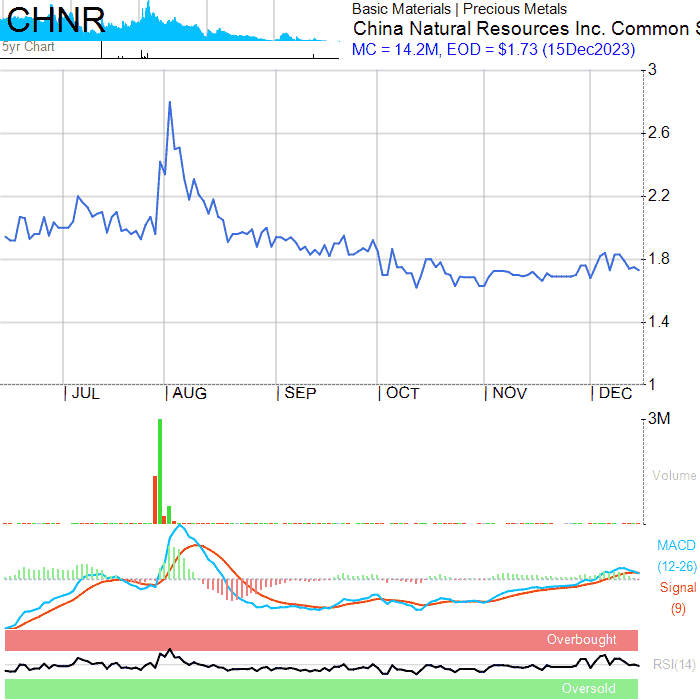 CHNR
5yr Chart
Basic Materials | Precious Metals
China Natural Resources Inc. Common S
MC = 14.2M, EOD = $1.73 (15Dec2023)
3
2.6
2.2
1.8
1.4
1
| JUL | AUG | SEP | OCT | NOV | DEC
3M
Volume
MACD
(12-26)
Signal
(9)
Overbought
RSI(14)
Oversold